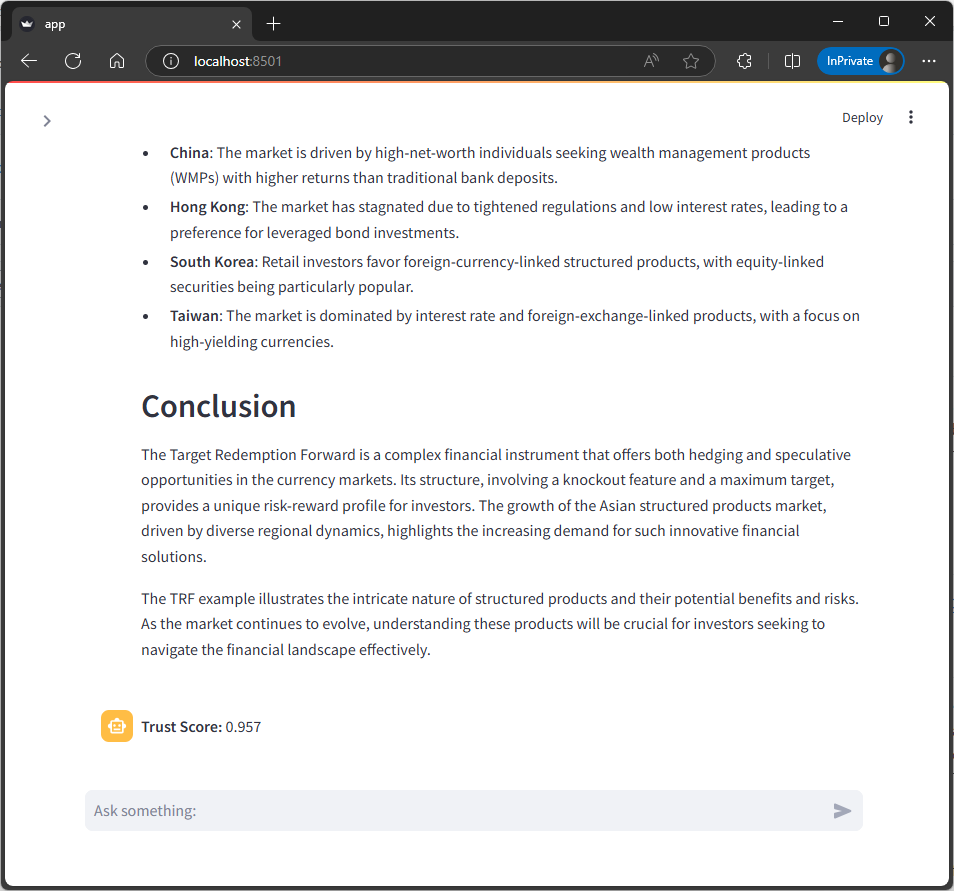 app
localhost:8501
InPrivate
Deploy
• China: The market is driven by high-net-worth individuals seeking wealth management products
(WMPs) with higher returns than traditional bank deposits.
• Hong Kong: The market has stagnated due to tightened regulations and low interest rates, leading to a
preference for leveraged bond investments.
• South Korea: Retail investors favor foreign-currency-linked structured products, with equity-linked
securities being particularly popular.
• Taiwan: The market is dominated by interest rate and foreign-exchange-linked products, with a focus on
high-yielding currencies.
Conclusion
The Target Redemption Forward is a complex financial instrument that offers both hedging and speculative
opportunities in the currency markets. Its structure, involving a knockout feature and a maximum target,
provides a unique risk-reward profile for investors. The growth of the Asian structured products market,
driven by diverse regional dynamics, highlights the increasing demand for such innovative financial
solutions.
The TRF example illustrates the intricate nature of structured products and their potential benefits and risks.
As the market continues to evolve, understanding these products will be crucial for investors seeking to
navigate the financial landscape effectively.
Trust Score: 0.957
Ask something: